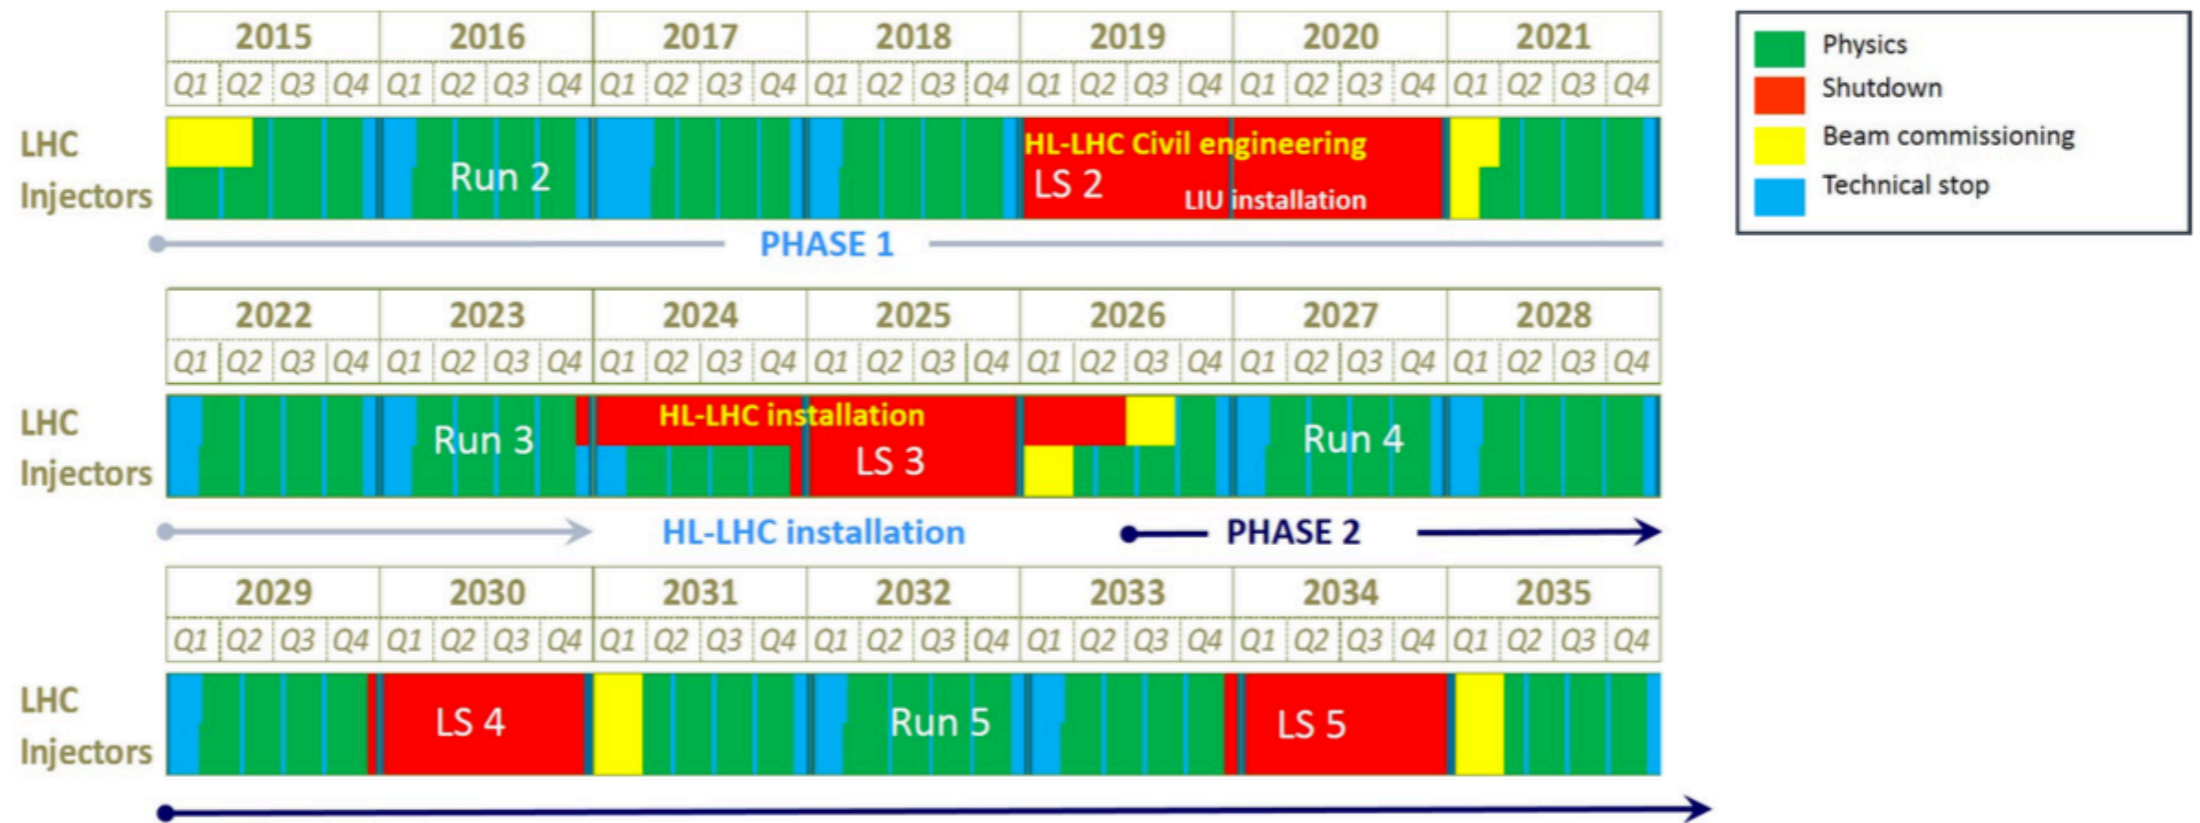 2015 2016 2017 2018 2019 2020 2021
Q1 Q2 Q3 Q4 Q1 Q2 Q3 Q4 Q1 Q2 Q3 Q4 Q1 Q2 Q3 Q4 Q1 Q2 Q3 Q4 Q1 Q2 Q3 Q4 Q1 Q2 Q3 Q4
LHC HL-LHC Civil engineering
Run 2 LS 2
Injectors LIU installation
PHASE 1
Physics
Shutdown
Beam commissioning
Technical stop
2022 2023 2024 2025 2026 2027 2028
Q1 Q2 Q3 Q4 Q1 Q2 Q3 Q4 Q1 Q2 Q3 Q4 Q1 Q2 Q3 Q4 Q1 Q2 Q3 Q4 Q1 Q2 Q3 Q4 Q1 Q2 Q3 Q4
LHC HL-LHC installation
Run 3 LS 3 Run 4
Injectors
HL-LHC installation PHASE 2
2029 2030 2031 2032 2033 2034 2035
Q1 Q2 Q3 Q4 Q1 Q2 Q3 Q4 Q1 Q2 Q3 Q4 Q1 Q2 Q3 Q4 Q1 Q2 Q3 Q4 Q1 Q2 Q3 Q4 Q1 Q2 Q3 Q4
LHC
LS 4 Run 5 LS 5
Injectors